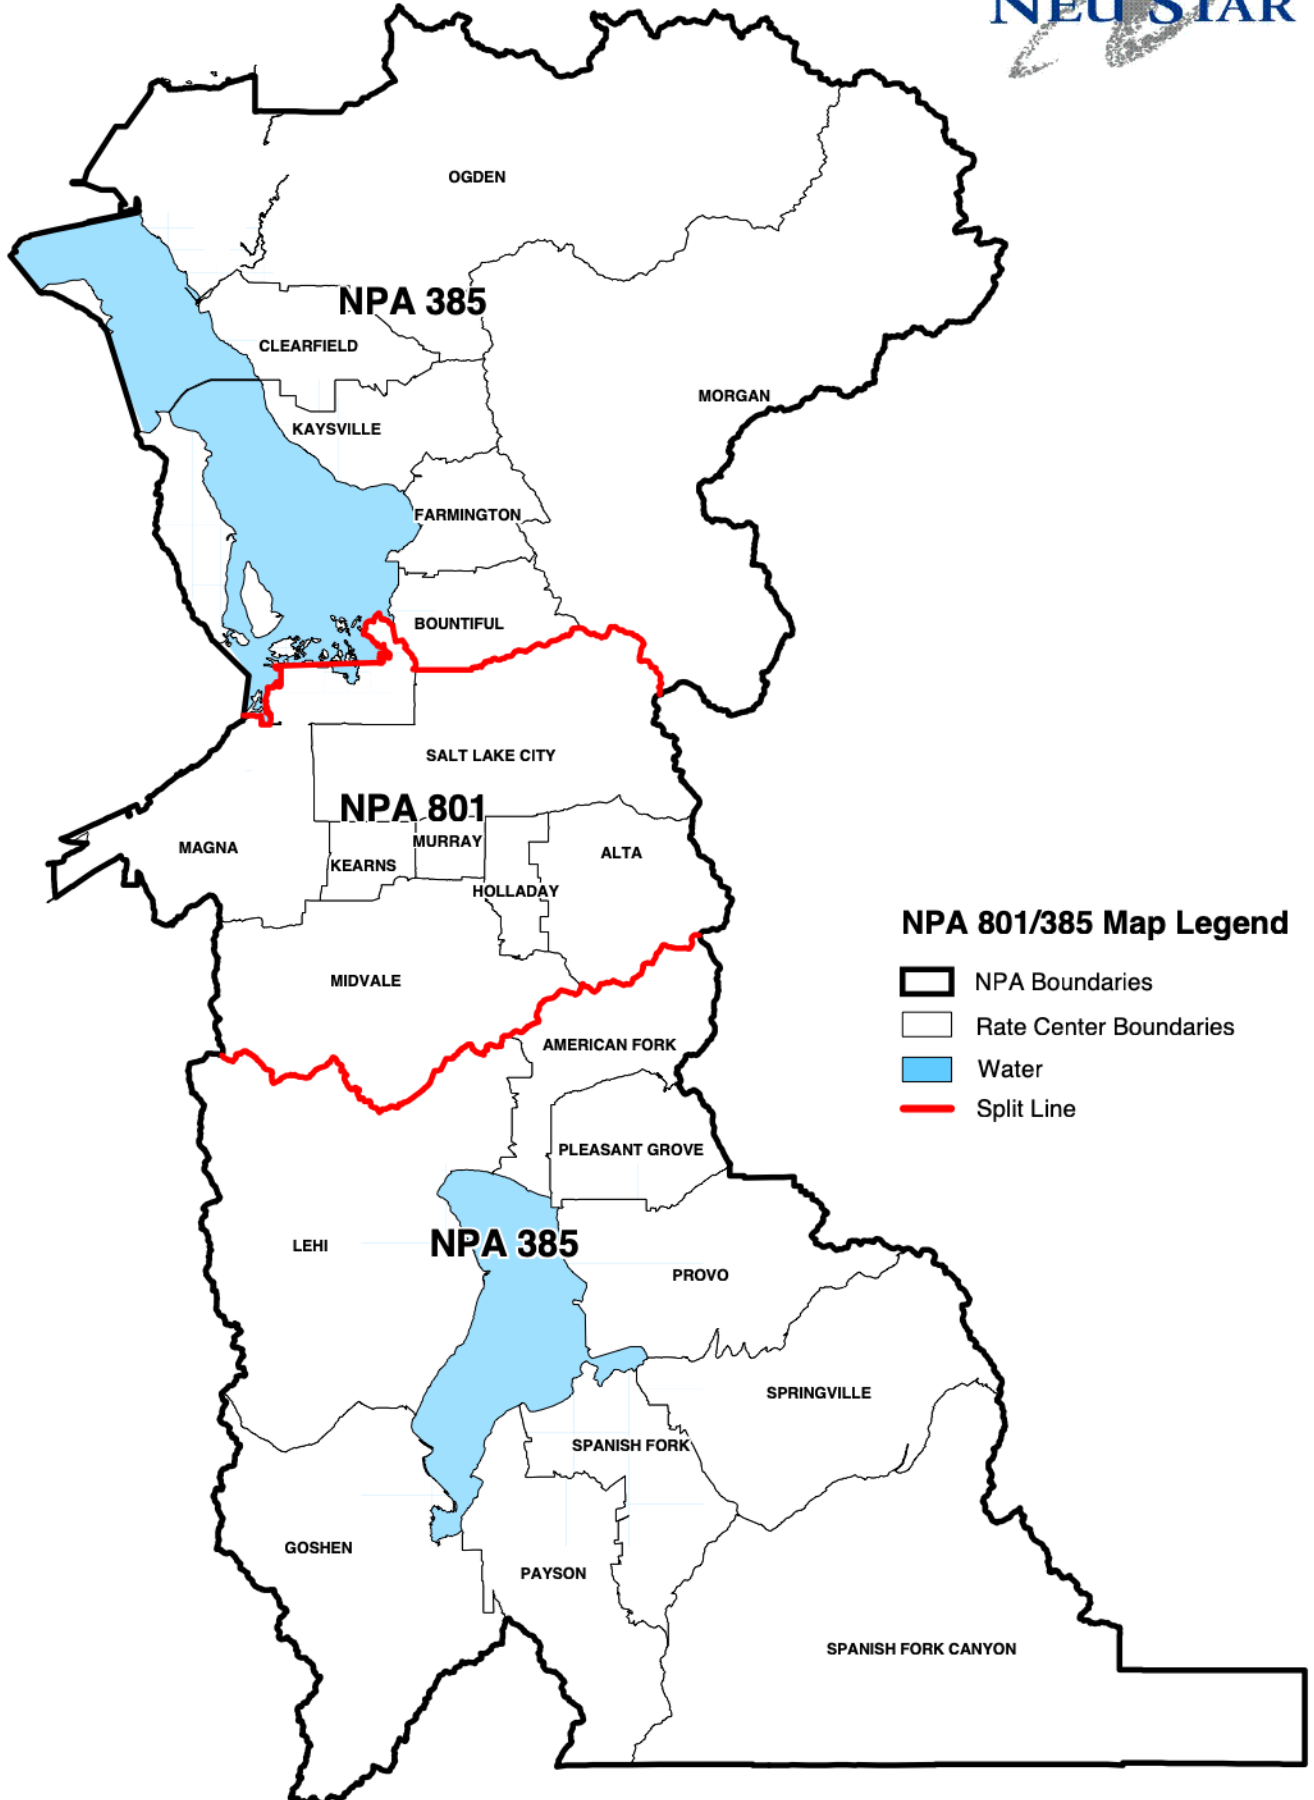 NEUSTAR
OGDEN
NPA 385
CLEARFIELD
MORGAN
KAYSVILLE
FARMINGTON
BOUNTIFUL
SALT LAKE CITY
NPA 801
MURRAY
MAGNA
KEARNS
ALTA
HOLLADAY
NPA 801/385 Map Legend
NPA Boundaries
Rate Center Boundaries
Water
Split Line
MIDVALE
AMERICAN FORK
PLEASANT GROVE
LEHI
NPA 385
PROVO
SPRINGVILLE
SPANISH FORK
GOSHEN
PAYSON
SPANISH FORK CANYON